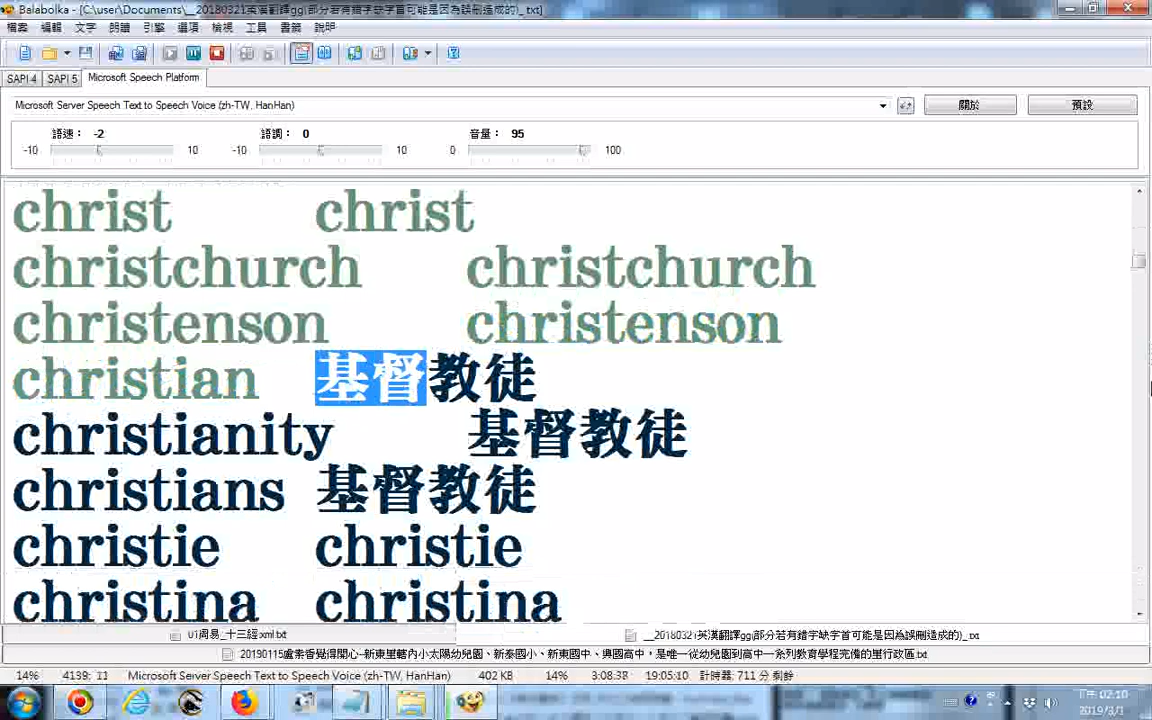 Balabolka - [C:\user\Documents\__20180321英漢翻譯gg(部分若有錯字缺字首可能是因為誤刪造成的)_.txt]
檔案 編輯 文字 朗讀 引擎 選項 檢視 工具 書籤 說明
SAPI 4 SAPI 5 Microsoft Speech Platform
Microsoft Server Speech Text to Speech Voice (zh-TW, HanHan) 關於 預設
語速： -2 語調： 0 音量： 95
-10 10 -10 10 0 100
christ christ
christchurch christchurch
christenson christenson
christian 基督教徒
christianity 基督教徒
christians 基督教徒
christie christie
christina christina
01周易_十三經.xml.txt __20180321英漢翻譯gg(部分若有錯字缺字首可能是因為誤刪造成的)_.txt
20190115盧素香覺得開心-新東里轄內小太陽幼兒園、新泰國小、新東國中、興國高中，是唯一從幼兒園到高中一系列教育學程完備的里行政區.txt
14% 4139: 11 Microsoft Server Speech Text to Speech Voice (zh-TW, HanHan) 402 KB 14% 3:08.38 19:05:10 計時器: 711 分 剩餘
下午 02:10
2019/3/1